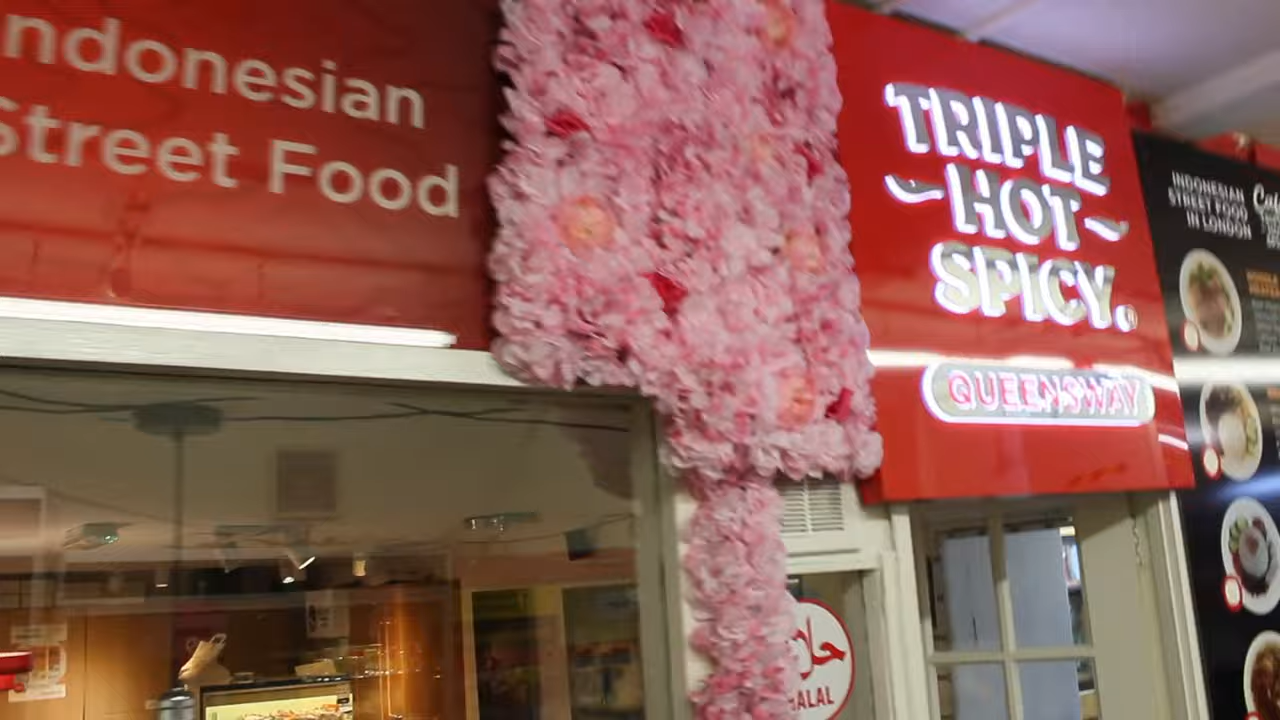 ndonesian
Street Food
TRIPLE
HOT
SPICY
QUEENSWAY
INDONESIAN
STREET FOOD
IN LONDON
حلال
HALAL